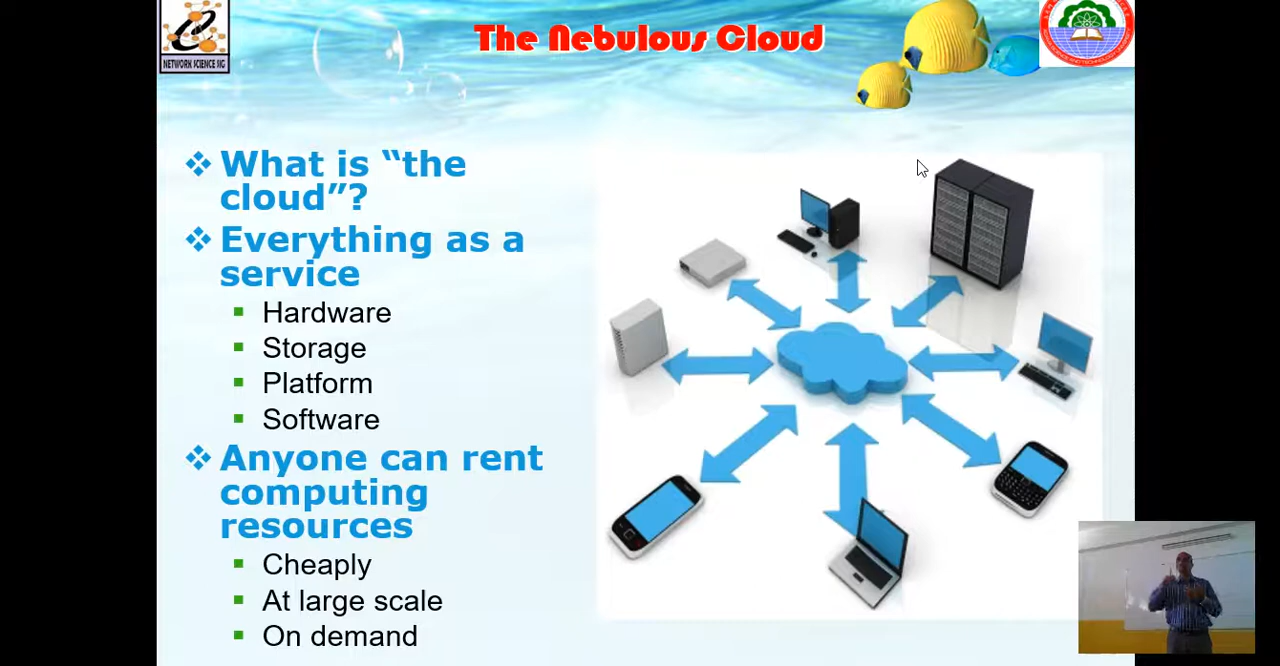 The Nebulous Cloud
NETWORK SCIENCE SIG
What is “the
cloud”?
Everything as a
service
Hardware
Storage
Platform
Software
Anyone can rent
computing
resources
Cheaply
At large scale
On demand